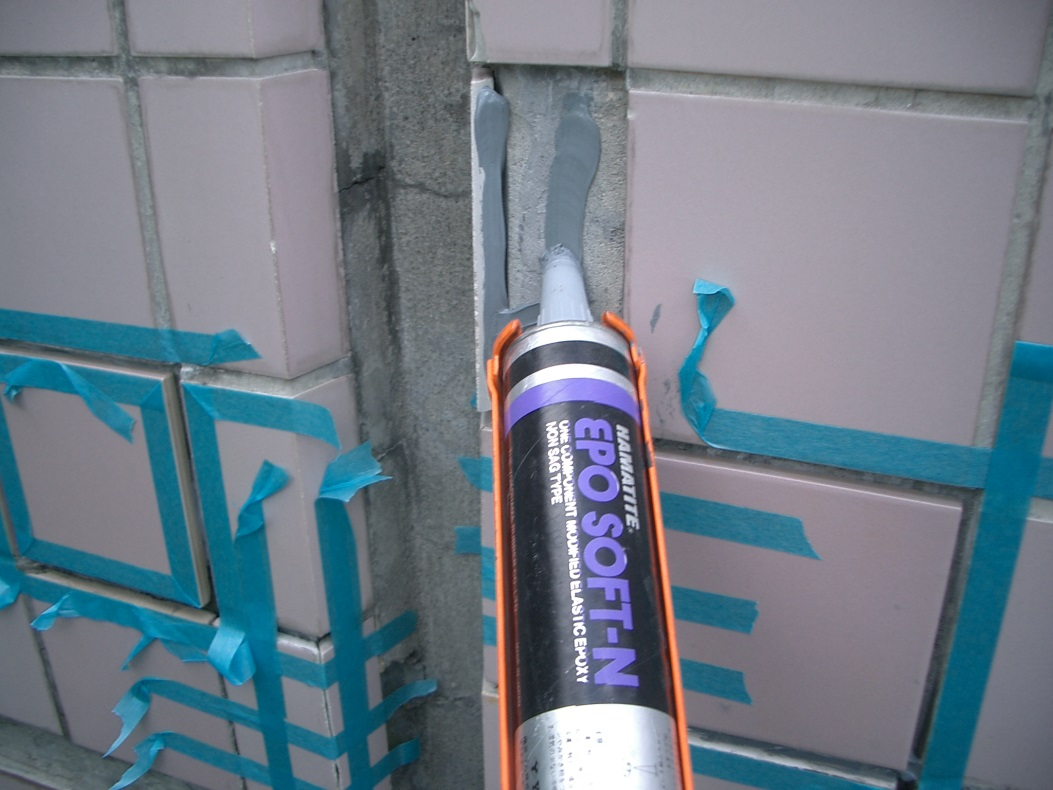 HAMATITE
EPO SOFT-N
ONE COMPONENT MODIFIED ELASTIC EPOXY
NON SAG TYPE